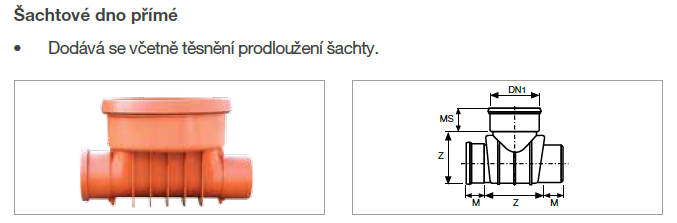 Šachtové dno přímé
• Dodává se včetně těsnění prodloužení šachty.
DN1
MS
Z
M
Z
M